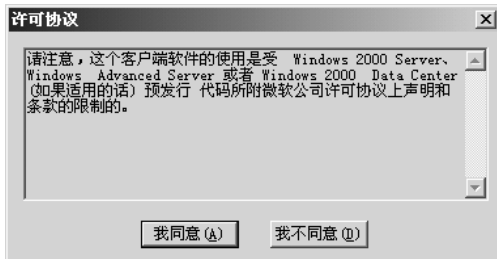 许可协议
请注意，这个客户端软件的使用是受 Windows 2000 Server、
Windows Advanced Server 或者 Windows 2000 Data Center
(如果适用的话) 预发行 代码所附微软公司许可协议上声明和
条款的限制的。
我同意(A) 我不同意(D)